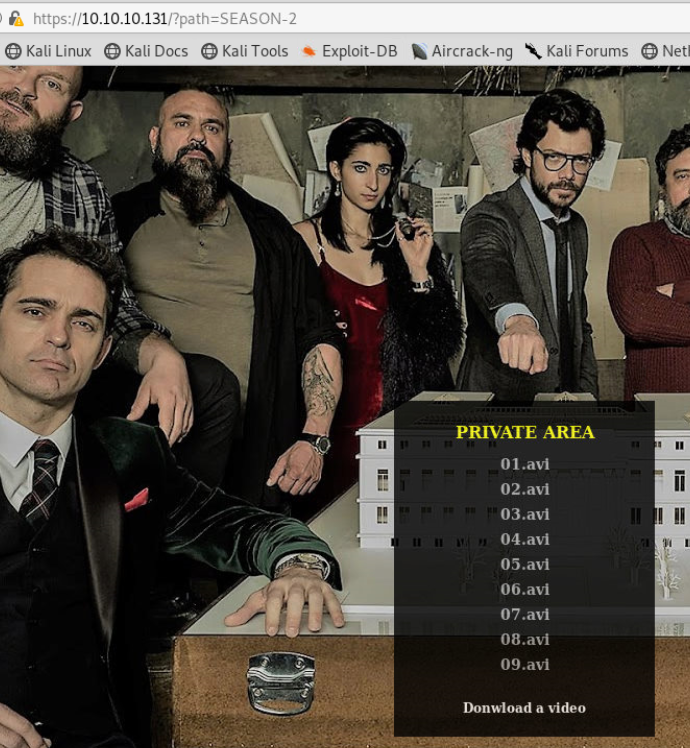 https://10.10.10.131/?path=SEASON-2
Kali Linux Kali Docs Kali Tools Exploit-DB Aircrack-ng Kali Forums
PRIVATE AREA
01.avi
02.avi
03.avi
04.avi
05.avi
06.avi
07.avi
08.avi
09.avi
Donwload a video